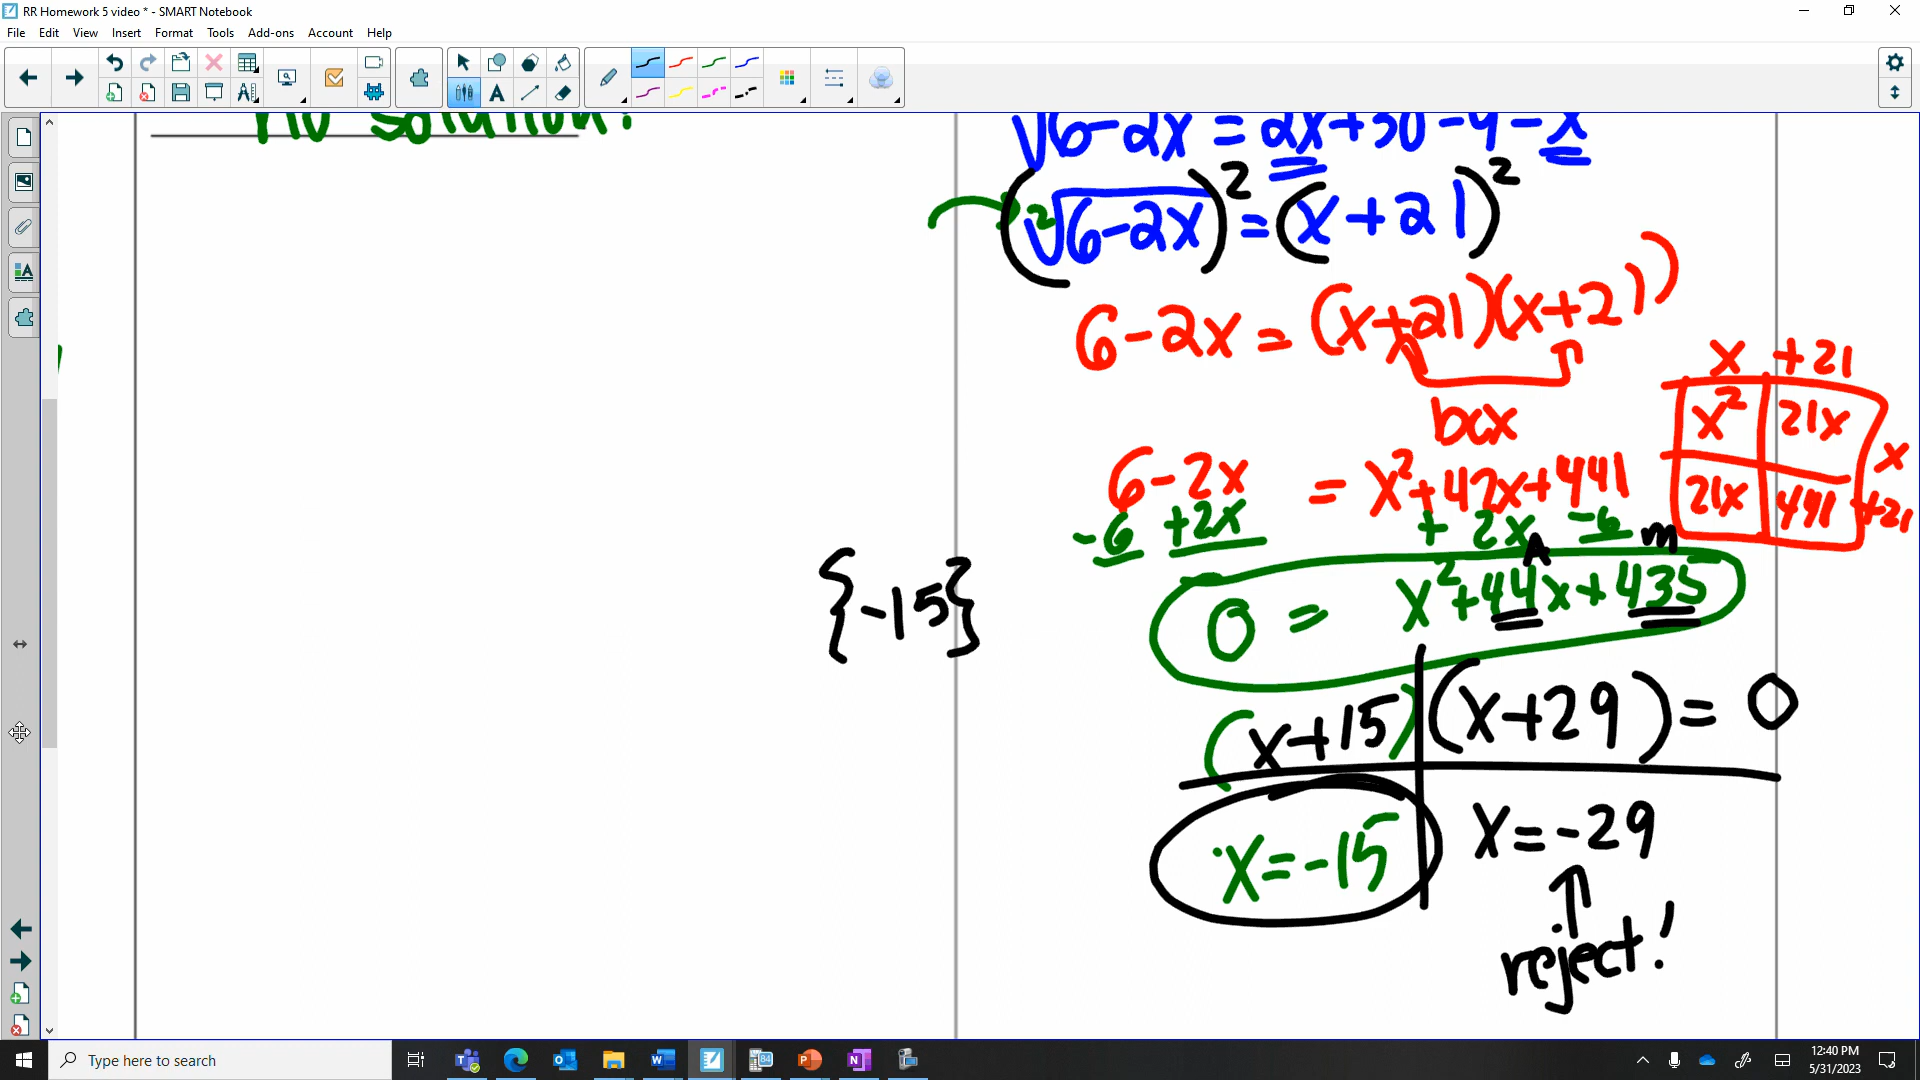 RR Homework 5 video * - SMART Notebook
File Edit View Insert Format Tools Add-ons Account Help
no solution!
√6-2x = 2x+30-9-x
(²√6-2x)² = (x+21)²
6-2x = (x+21)(x+21)
box
x +21
x² 21x x
21x 441 +21
6-2x = x²+42x+441
-6 +2x + 2x -6
A m
0 = x²+44x+435
{-15}
(x+15) (x+29) = 0
x=-15 x=-29
reject!
Type here to search
12:40 PM
5/31/2023